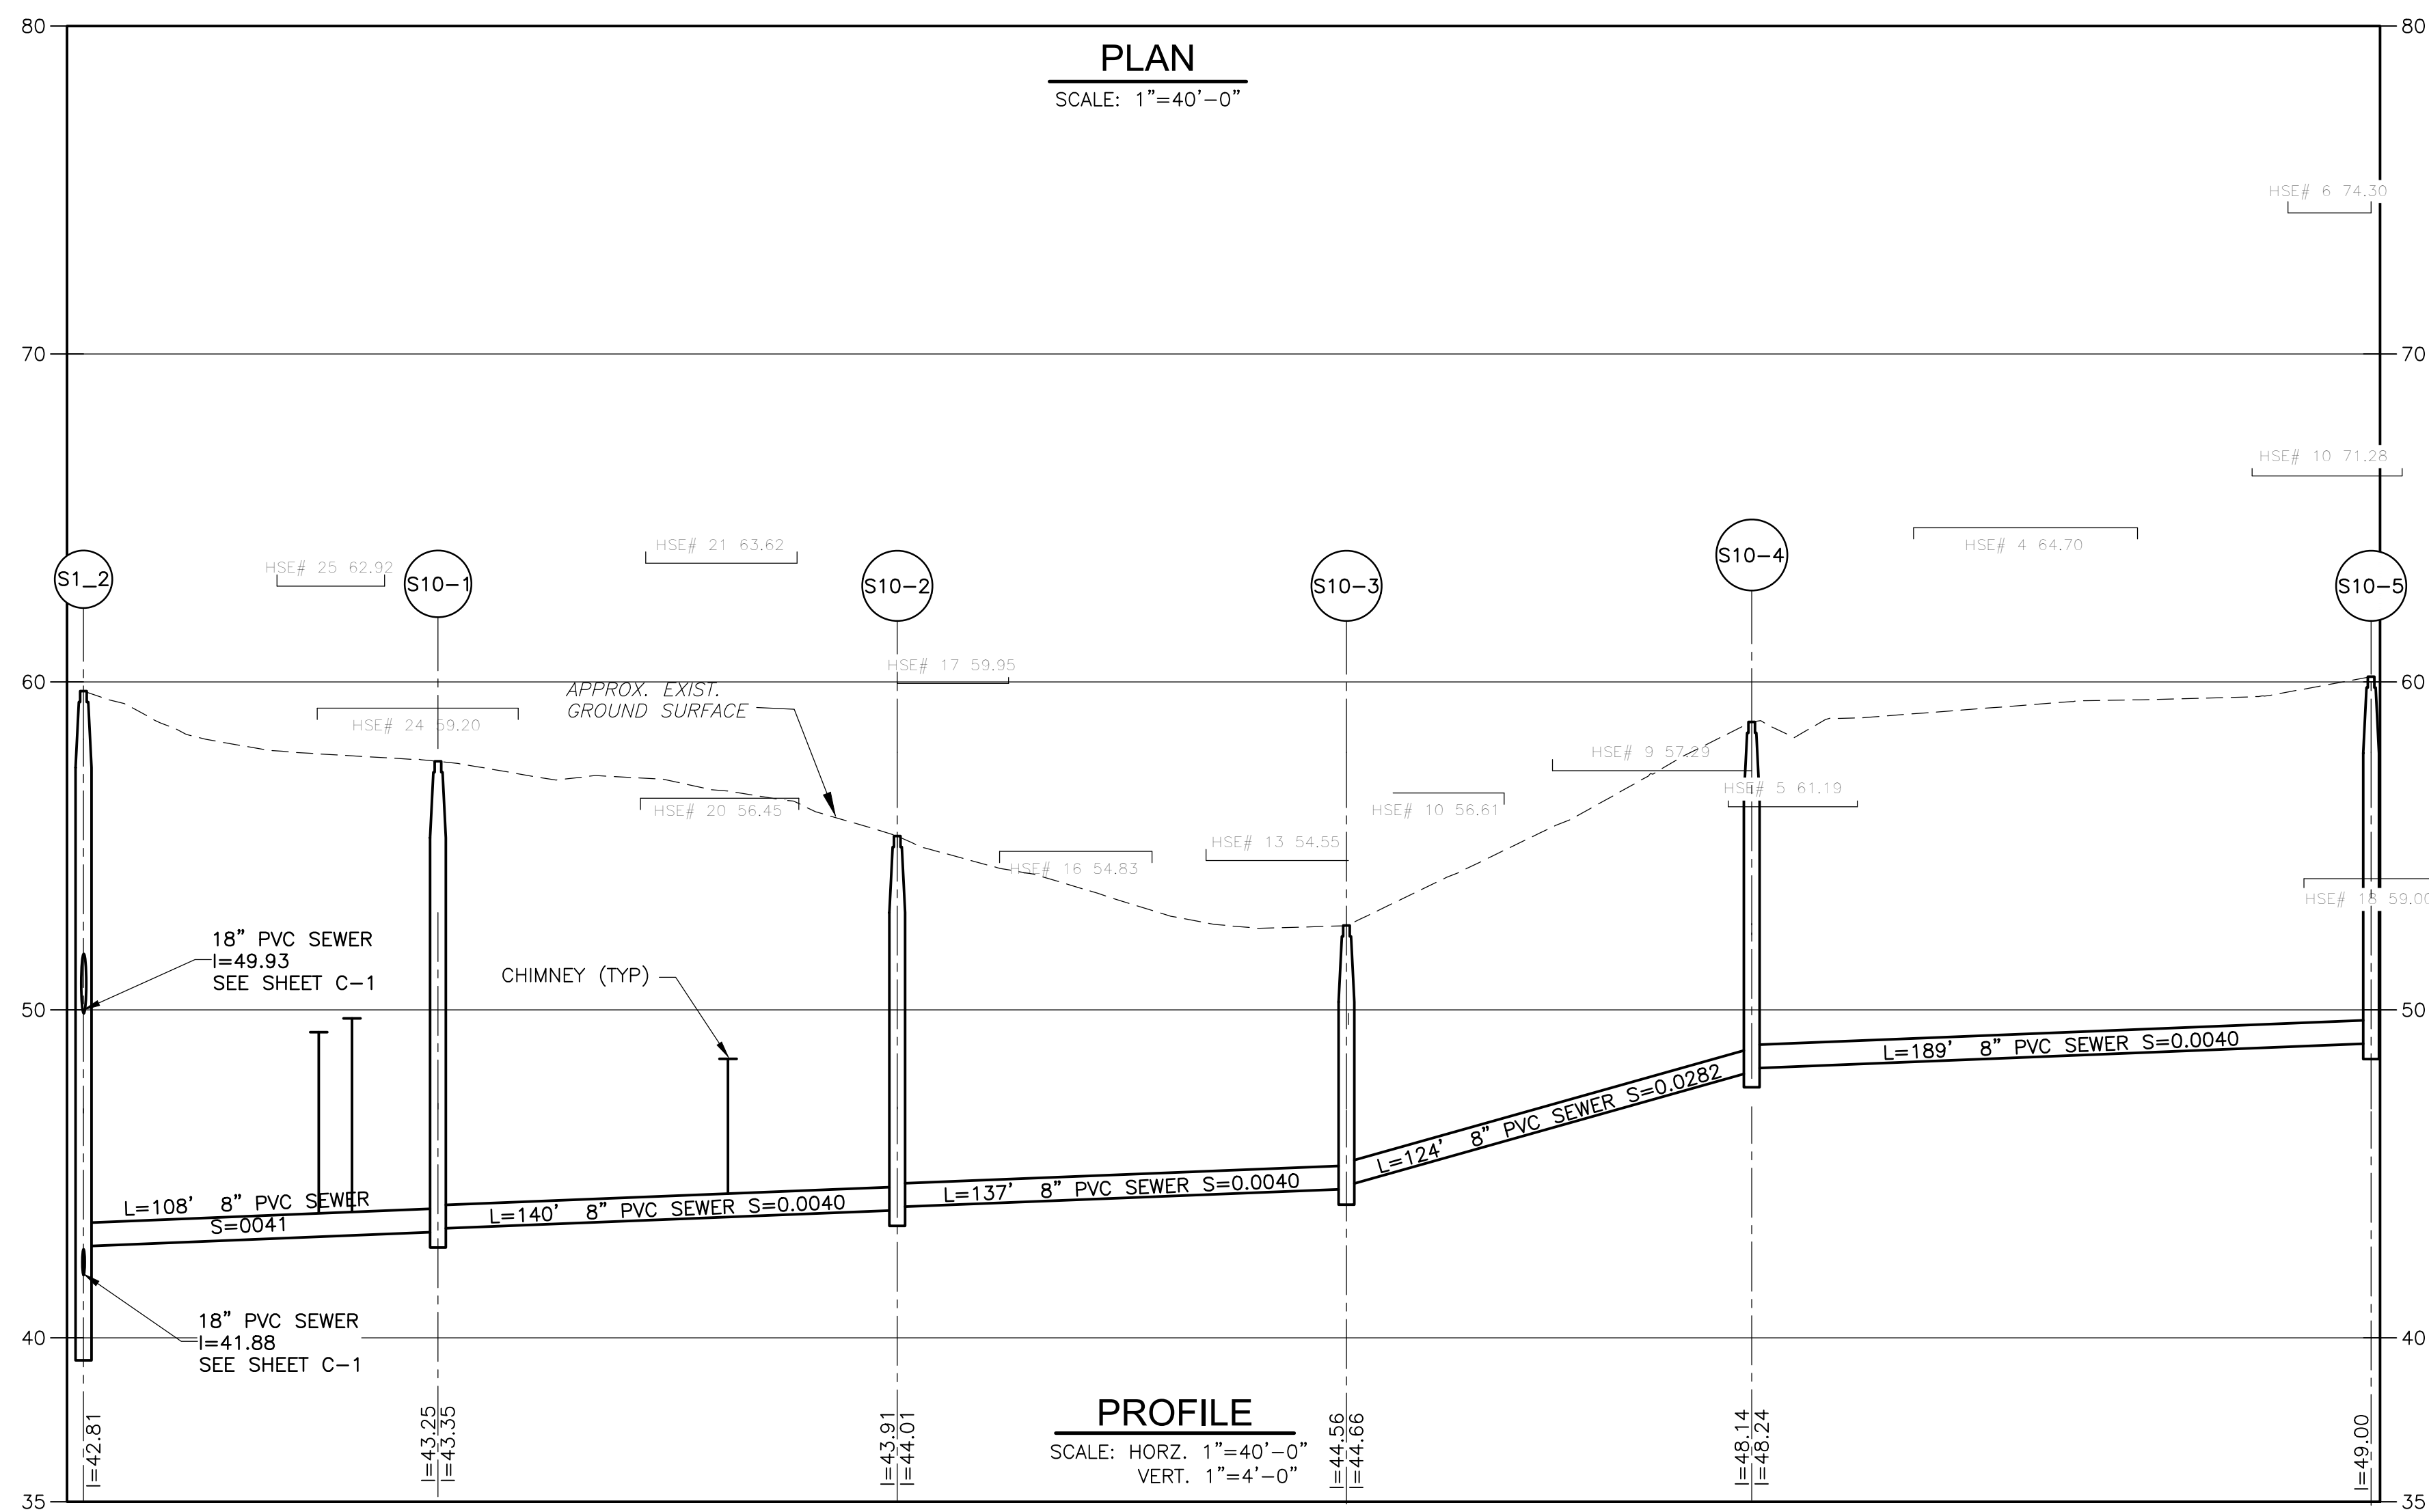 80
80
PLAN
SCALE: 1"=40'-0"
HSE# 6 74.30
70
70
HSE# 10 71.28
HSE# 21 63.62
HSE# 4 64.70
HSE# 25 62.92
S1_2
S10-1
S10-2
S10-3
S10-4
S10-5
HSE# 17 59.95
60
60
APPROX. EXIST.
GROUND SURFACE
HSE# 24 59.20
HSE# 9 57.29
HSE# 5 61.19
HSE# 20 56.45
HSE# 10 56.61
HSE# 13 54.55
HSE# 16 54.83
HSE# 18 59.00
18" PVC SEWER
I=49.93
SEE SHEET C-1
CHIMNEY (TYP)
50
50
L=189' 8" PVC SEWER S=0.0040
L=124' 8" PVC SEWER S=0.0282
L=137' 8" PVC SEWER S=0.0040
L=140' 8" PVC SEWER S=0.0040
L=108' 8" PVC SEWER
S=0041
18" PVC SEWER
I=41.88
SEE SHEET C-1
40
40
PROFILE
SCALE: HORZ. 1"=40'-0"
VERT. 1"=4'-0"
I=42.81
I=43.25
I=43.35
I=43.91
I=44.01
I=44.56
I=44.66
I=48.14
I=48.24
I=49.00
35
35